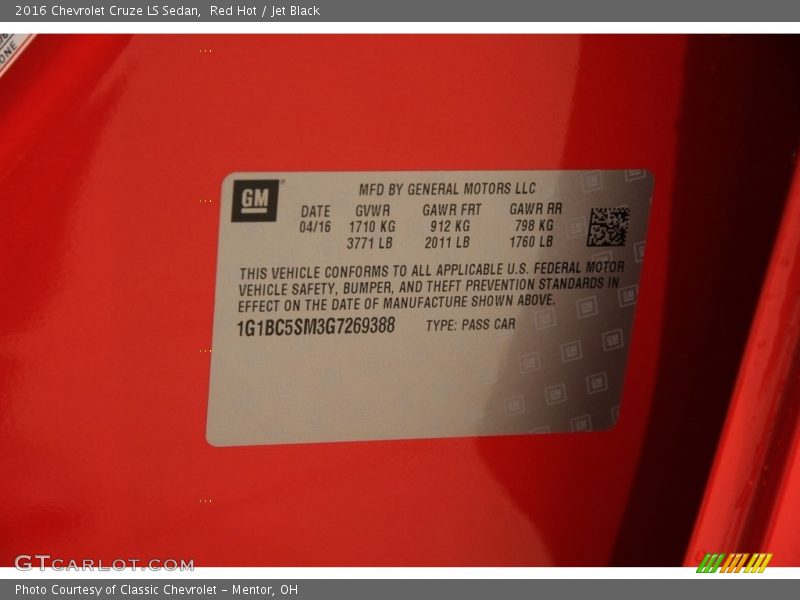 2016 Chevrolet Cruze LS Sedan,  Red Hot / Jet Black
ONE
GM
MFD BY GENERAL MOTORS LLC
DATE GVWR GAWR FRT GAWR RR
04/16 1710 KG 912 KG 798 KG
3771 LB 2011 LB 1760 LB
THIS VEHICLE CONFORMS TO ALL APPLICABLE U.S. FEDERAL MOTOR
VEHICLE SAFETY, BUMPER, AND THEFT PREVENTION STANDARDS IN
EFFECT ON THE DATE OF MANUFACTURE SHOWN ABOVE.
1G1BC5SM3G7269388 TYPE: PASS CAR
GTCARLOT.COM
Photo Courtesy of Classic Chevrolet - Mentor, OH